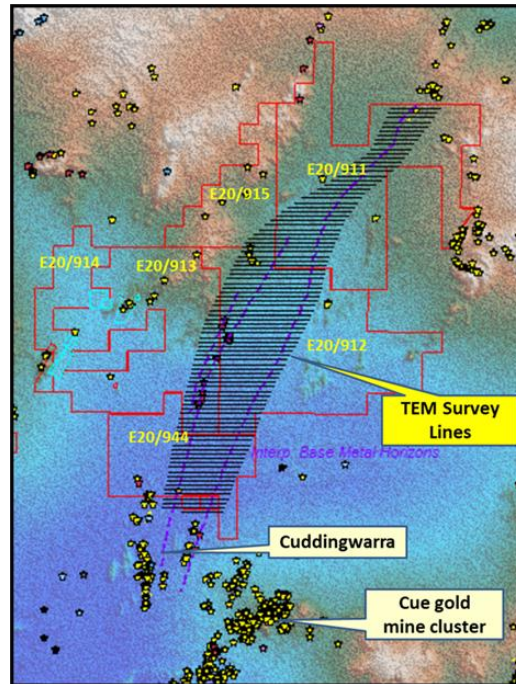 E20/911
E20/915
E20/914
E20/913
E20/912
TEM Survey
Lines
E20/944
Interp. Base Metal Horizons
Cuddingwarra
Cue gold
mine cluster